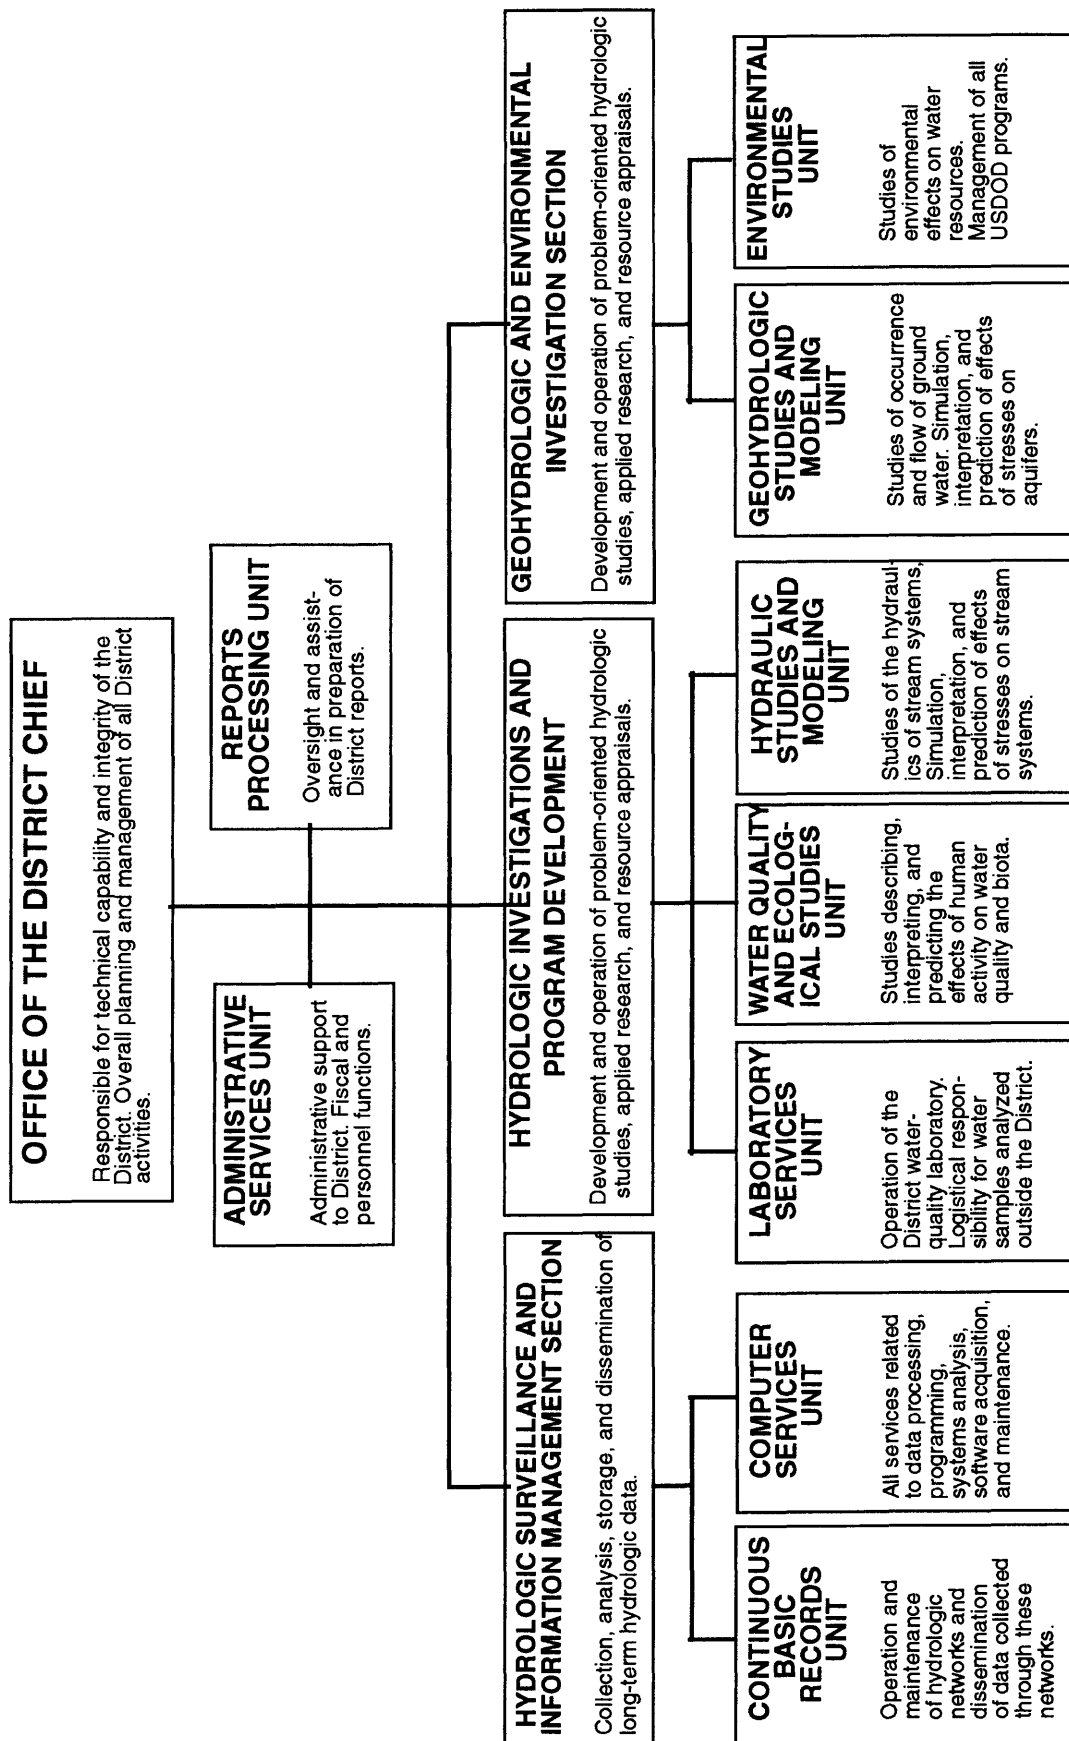 OFFICE OF THE DISTRICT CHIEF
Responsible for technical capability and integrity of the
District. Overall planning and management of all District
activities.
ADMINISTRATIVE
SERVICES UNIT
Administrative support
to District. Fiscal and
personnel functions.
REPORTS
PROCESSING UNIT
Oversight and assist-
ance in preparation of
District reports.
HYDROLOGIC SURVEILLANCE AND
INFORMATION MANAGEMENT SECTION
Collection, analysis, storage, and dissemination of
long-term hydrologic data.
HYDROLOGIC INVESTIGATIONS AND
PROGRAM DEVELOPMENT
Development and operation of problem-oriented hydrologic
studies, applied research, and resource appraisals.
GEOHYDROLOGIC AND ENVIRONMENTAL
INVESTIGATION SECTION
Development and operation of problem-oriented hydrologic
studies, applied research, and resource appraisals.
CONTINUOUS
BASIC
RECORDS
UNIT
Operation and
maintenance
of hydrologic
networks and
dissemination
of data collected
through these
networks.
COMPUTER
SERVICES
UNIT
All services related
to data processing,
programming,
systems analysis,
software acquisition,
and maintenance.
LABORATORY
SERVICES
UNIT
Operation of the
District water-
quality laboratory.
Logistical respon-
sibility for water
samples analyzed
outside the District.
WATER QUALITY
AND ECOLOG-
ICAL STUDIES
UNIT
Studies describing,
interpreting, and
predicting the
effects of human
activity on water
quality and biota.
HYDRAULIC
STUDIES AND
MODELING
UNIT
Studies of the hydraul-
ics of stream systems,
Simulation,
interpretation, and
prediction of effects
of stresses on stream
systems.
GEOHYDROLOGIC
STUDIES AND
MODELING
UNIT
Studies of occurrence
and flow of ground
water. Simulation,
interpretation, and
prediction of effects
of stresses on
aquifers.
ENVIRONMENTAL
STUDIES
UNIT
Studies of
environmental
effects on water
resources.
Management of all
USDOD programs.